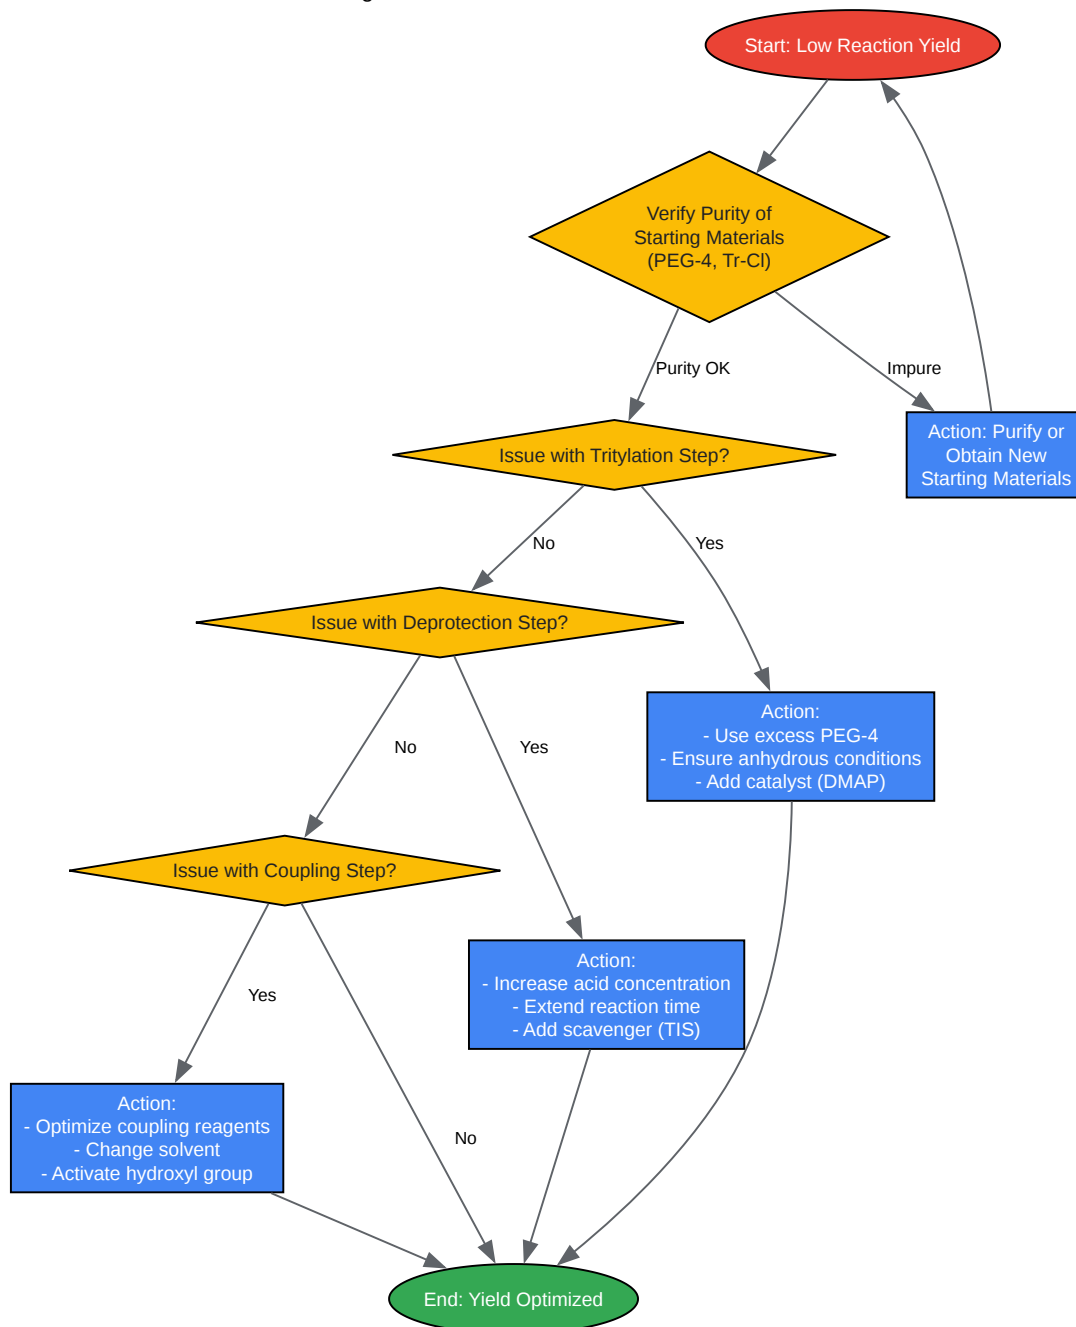 Start: Low Reaction Yield
Verify Purity of
Starting Materials
(PEG-4, Tr-Cl)
Purity OK
Impure
Action: Purify or
Obtain New
Starting Materials
Issue with Tritylation Step?
No
Yes
Issue with Deprotection Step?
Action:
- Use excess PEG-4
- Ensure anhydrous conditions
- Add catalyst (DMAP)
No
Yes
Issue with Coupling Step?
Action:
- Increase acid concentration
- Extend reaction time
- Add scavenger (TIS)
Yes
No
Action:
- Optimize coupling reagents
- Change solvent
- Activate hydroxyl group
End: Yield Optimized